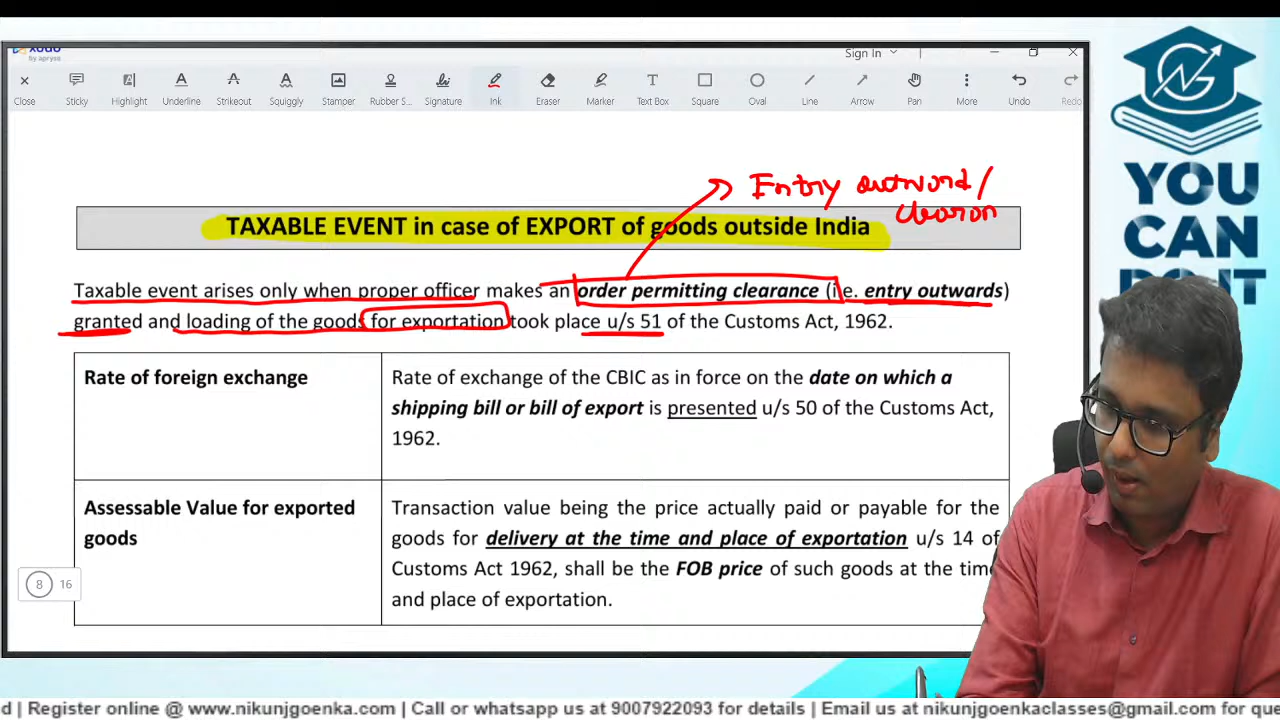 xodo
by apryse
Sign In
Close
Sticky
Highlight
Underline
Strikeout
Squiggly
Stamper
Rubber S...
Signature
Ink
Eraser
Marker
Text Box
Square
Oval
Line
Arrow
Pan
More
Undo
Redo
Entry outward/
TAXABLE EVENT in case of EXPORT of goods outside India
Taxable event arises only when proper officer makes an order permitting clearance (i.e. entry outwards)
granted and loading of the goods for exportation took place u/s 51 of the Customs Act, 1962.
Rate of foreign exchange
Rate of exchange of the CBIC as in force on the date on which a
shipping bill or bill of export is presented u/s 50 of the Customs Act,
1962.
Assessable Value for exported
goods
Transaction value being the price actually paid or payable for the
goods for delivery at the time and place of exportation u/s 14 of
Customs Act 1962, shall be the FOB price of such goods at the time
and place of exportation.
8 16
NG
YOU
CAN
DO IT
d | Register online @ www.nikunjgoenka.com | Call or whatsapp us at 9007922093 for details | Email us at nikunjgoenkaclasses@gmail.com for que